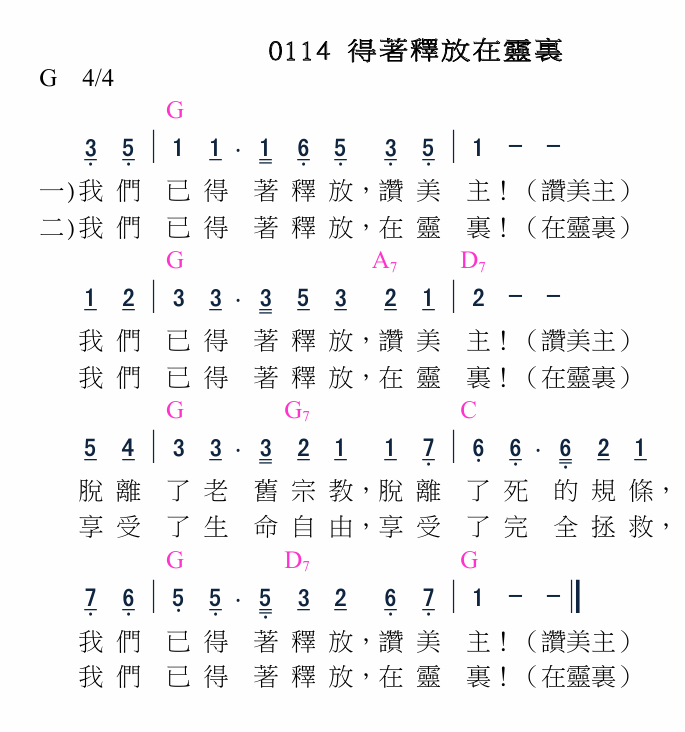 0114 得著釋放在靈裏
G 4/4
G
3 5 | 1 1 · 1 6 5 3 5 | 1 - -
一)我們 已得 著釋放，讚美 主！（讚美主）
二)我們 已得 著釋放，在靈 裏！（在靈裏）
G A7 D7
1 2 | 3 3 · 3 5 3 2 1 | 2 - -
我們 已得 著釋放，讚美 主！（讚美主）
我們 已得 著釋放，在靈 裏！（在靈裏）
G G7 C
5 4 | 3 3 · 3 2 1 1 7 | 6 6 · 6 2 1
脫離 了老 舊宗教，脫離 了死 的規條，
享受 了生 命自由，享受 了完 全拯救，
G D7 G
7 6 | 5 5 · 5 3 2 6 7 | 1 - - ‖
我們 已得 著釋放，讚美 主！（讚美主）
我們 已得 著釋放，在靈 裏！（在靈裏）